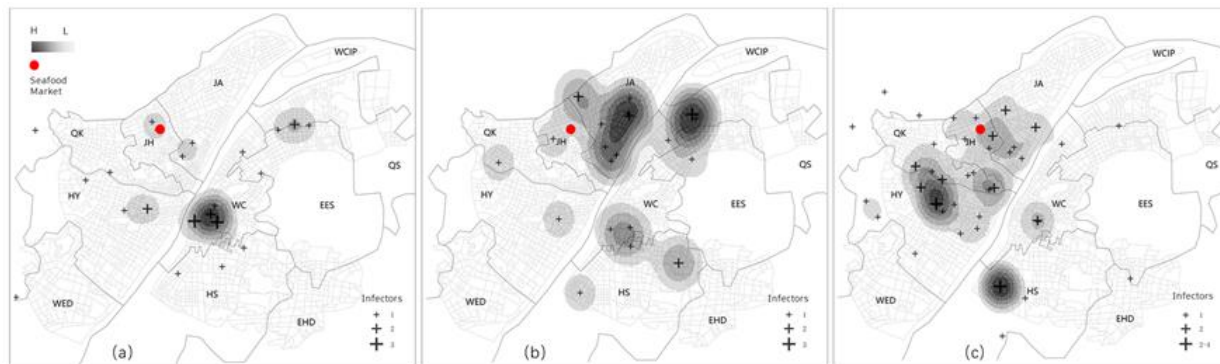 H L
Seafood
Market
WCIP
JA
QK
JH
QS
HY
WC
EES
WED
HS
EHD
Infectors
1
2
3
(a)
WCIP
JA
QK
JH
QS
HY
WC
EES
WED
HS
EHD
Infectors
1
2
3
(b)
WCIP
JA
QK
JH
QS
HY
WC
EES
WED
HS
EHD
Infectors
1
2
2-4
(c)